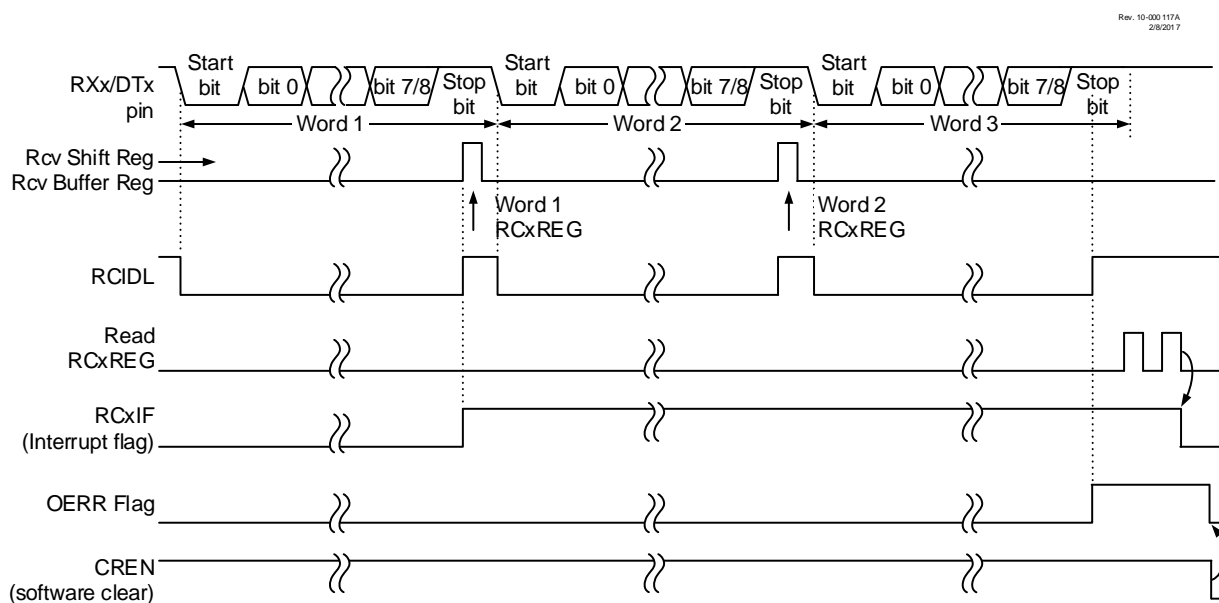 Rev. 10-000 117A
2/8/2017
RXx/DTx
pin
Start
bit
bit 0
bit 7/8
Stop
bit
Start
bit
bit 0
bit 7/8
Stop
bit
Start
bit
bit 0
bit 7/8
Stop
bit
Word 1
Word 2
Word 3
Rcv Shift Reg
Rcv Buffer Reg
Word 1
RCxREG
Word 2
RCxREG
RCIDL
Read
RCxREG
RCxIF
(Interrupt flag)
OERR Flag
CREN
(software clear)